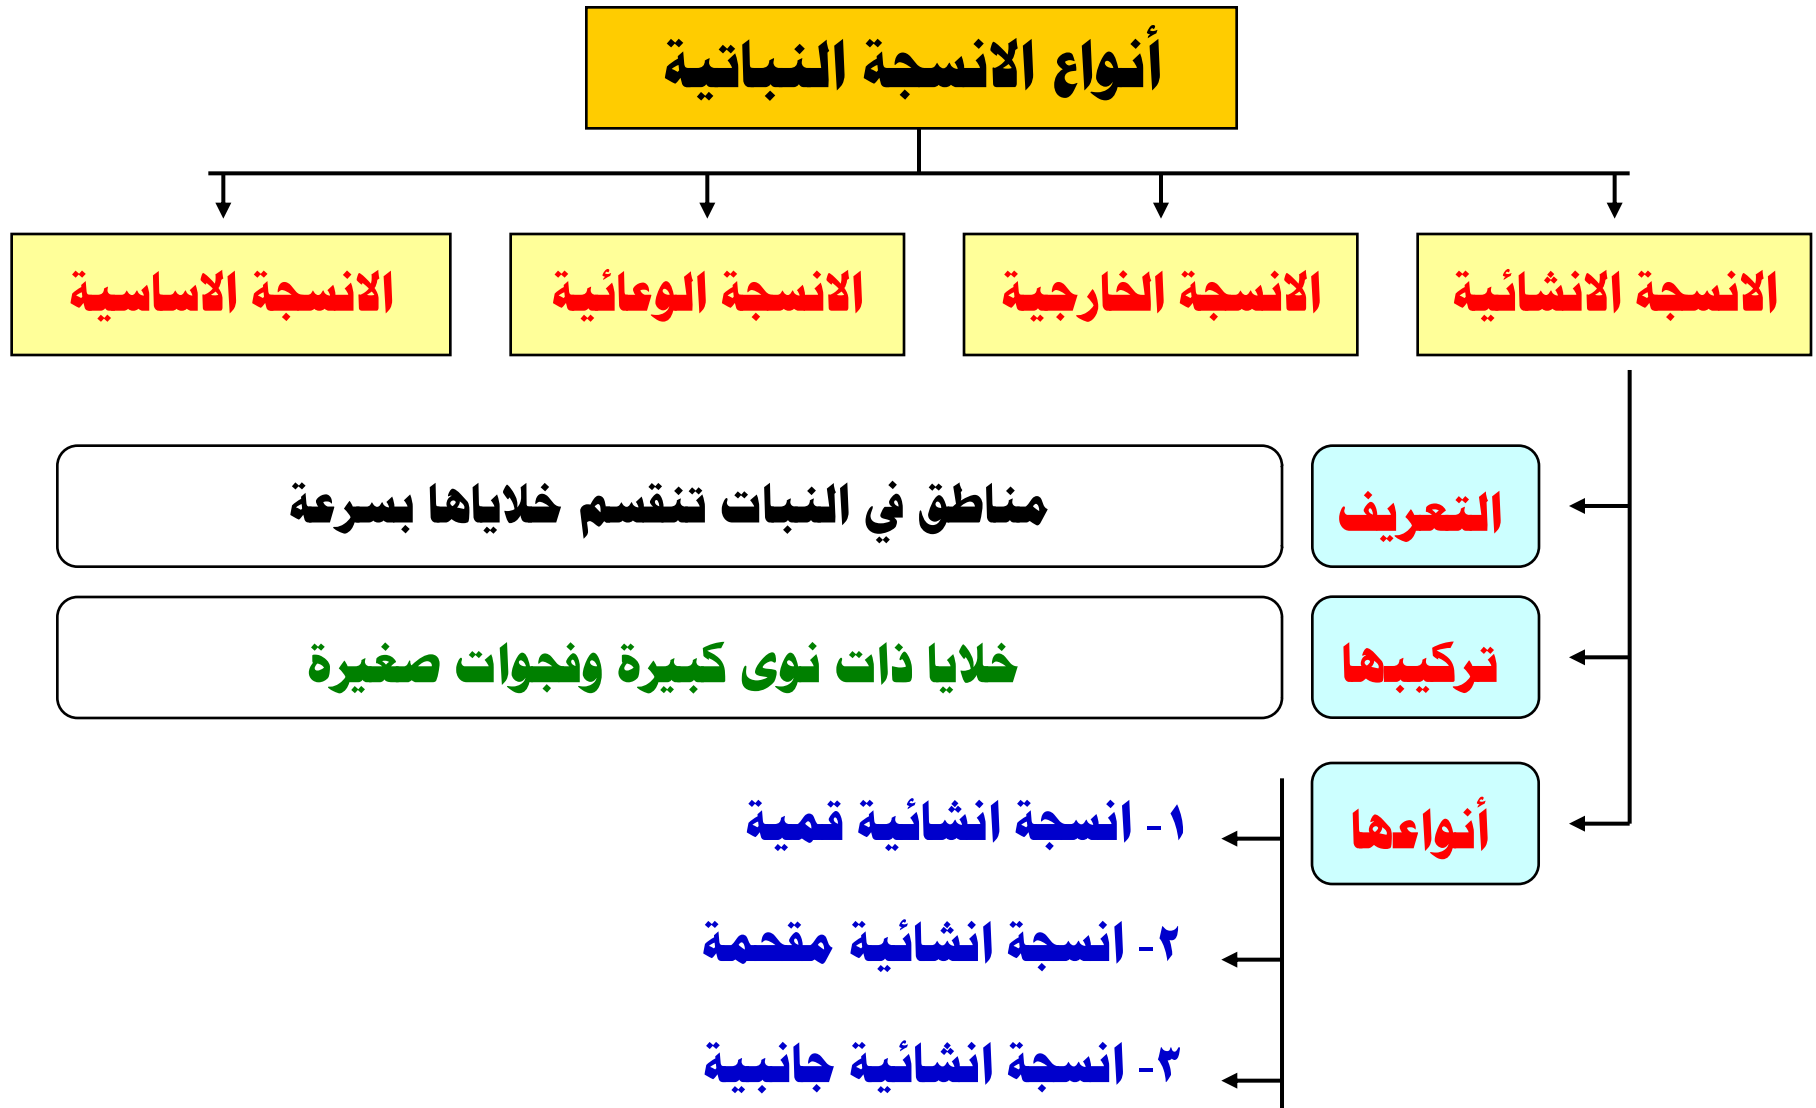 أنواع الانسجة النباتية
الانسجة الانشائية
الانسجة الخارجية
الانسجة الوعائية
الانسجة الاساسية
التعريف
مناطق في النبات تنقسم خلاياها بسرعة
تركيبها
خلايا ذات نوى كبيرة وفجوات صغيرة
أنواعها
١- انسجة انشائية قمية
٢- انسجة انشائية مقحمة
٣- انسجة انشائية جانبية